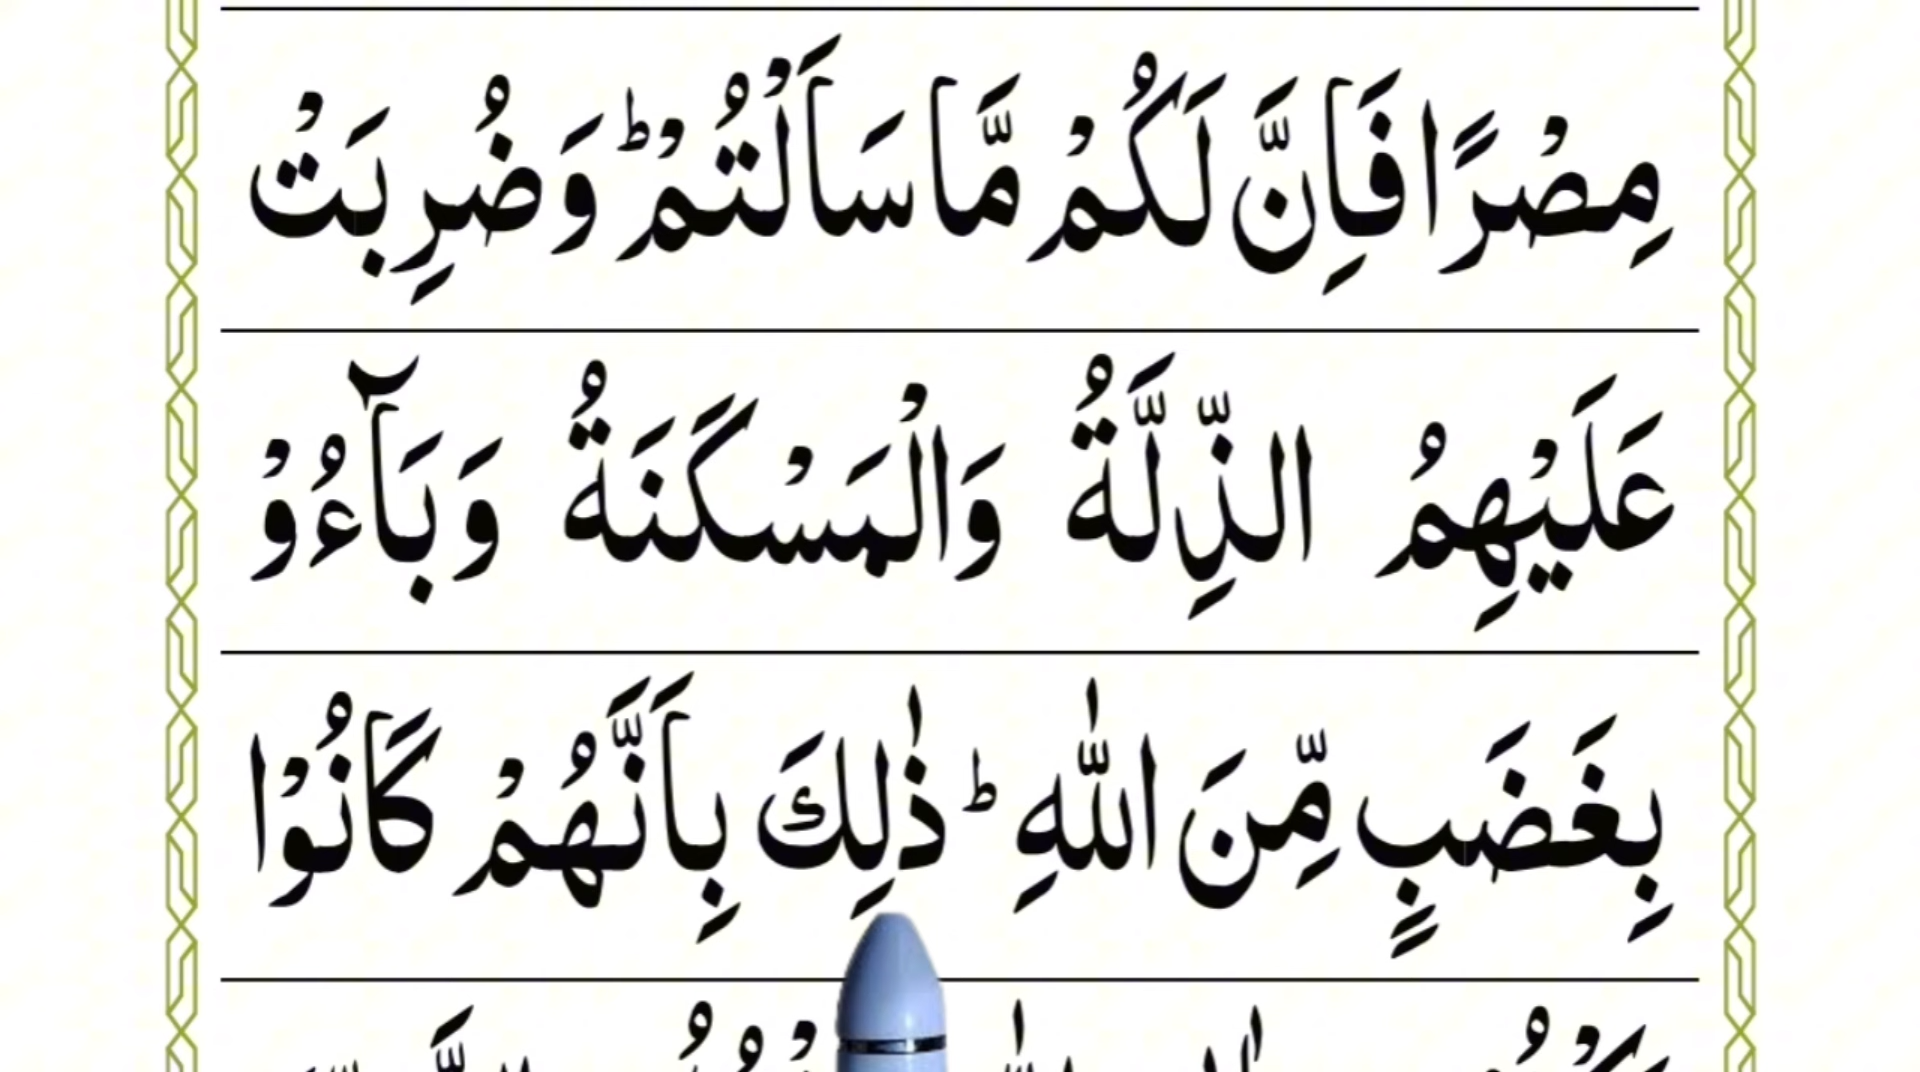 مِصْرًا فَاِنَّ لَكُمْ مَّا سَاَلْتُمْ ؕ وَضُرِبَتْ
عَلَيْهِمُ الذِّلَّةُ وَالْمَسْكَنَةُ وَبَآءُوْ
بِغَضَبٍ مِّنَ اللّٰهِ ؕ ذٰلِكَ بِاَنَّهُمْ كَانُوْا